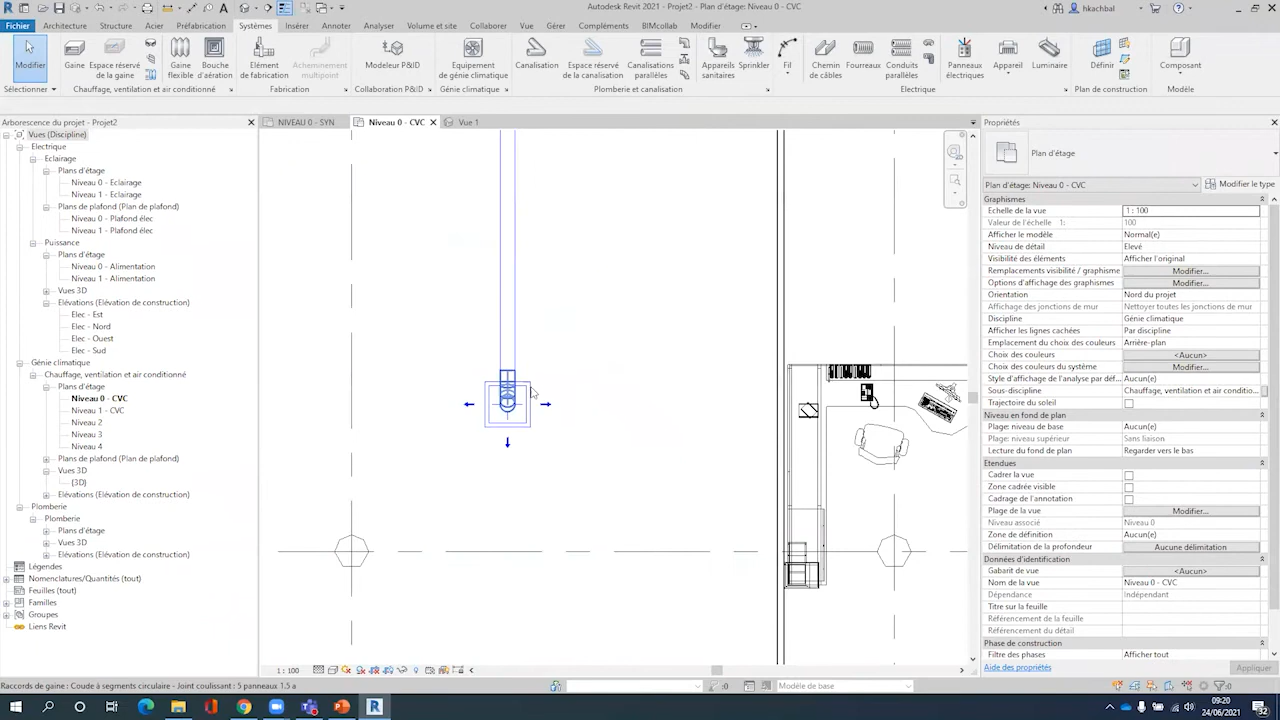 Autodesk Revit 2021 - Projet2 - Plan d'étage: Niveau 0 - CVC
hkachbal
Fichier Architecture Structure Acier Préfabrication Systèmes Insérer Annoter Analyser Volume et site Collaborer Vue Gérer Compléments BIMcollab Modifier
Modifier
Gaine
Espace réservé de la gaine
Gaine flexible
Bouche d'aération
Elément de fabrication
Acheminement multipoint
Modeleur P&ID
Equipement de génie climatique
Canalisation
Espace réservé de la canalisation
Canalisations parallèles
Appareils sanitaires
Sprinkler
Fil
Chemin de câbles
Fourreaux
Conduits parallèles
Panneaux électriques
Appareil
Luminaire
Définir
Composant
Sélectionner
Chauffage, ventilation et air conditionné
Fabrication
Collaboration P&ID
Génie climatique
Plomberie et canalisation
Electrique
Plan de construction
Modèle
Arborescence du projet - Projet2
Vues (Discipline)
Electrique
Eclairage
Plans d'étage
Niveau 0 - Eclairage
Niveau 1 - Eclairage
Plans de plafond (Plan de plafond)
Niveau 0 - Plafond élec
Niveau 1 - Plafond élec
Puissance
Plans d'étage
Niveau 0 - Alimentation
Niveau 1 - Alimentation
Vues 3D
Elévations (Elévation de construction)
Elec - Est
Elec - Nord
Elec - Ouest
Elec - Sud
Génie climatique
Chauffage, ventilation et air conditionné
Plans d'étage
Niveau 0 - CVC
Niveau 1 - CVC
Niveau 2
Niveau 3
Niveau 4
Plans de plafond (Plan de plafond)
Vues 3D
{3D}
Elévations (Elévation de construction)
Plomberie
Plomberie
Plans d'étage
Vues 3D
Elévations (Elévation de construction)
Légendes
Nomenclatures/Quantités (tout)
Feuilles (tout)
Familles
Groupes
Liens Revit
NIVEAU 0 - SYN
Niveau 0 - CVC
Vue 1
1 : 100
Propriétés
Plan d'étage
Plan d'étage: Niveau 0 - CVC
Modifier le type
Graphismes
Echelle de la vue 1 : 100
Valeur de l'échelle 1: 100
Afficher le modèle Normal(e)
Niveau de détail Elevé
Visibilité des éléments Afficher l'original
Remplacements visibilité / graphisme Modifier...
Options d'affichage des graphismes Modifier...
Orientation Nord du projet
Affichage des jonctions de mur Nettoyer toutes les jonctions de mur
Discipline Génie climatique
Afficher les lignes cachées Par discipline
Emplacement du choix des couleurs Arrière-plan
Choix des couleurs <Aucun>
Choix des couleurs du système Modifier...
Style d'affichage de l'analyse par déf... Aucun(e)
Sous-discipline Chauffage, ventilation et air conditio...
Trajectoire du soleil
Niveau en fond de plan
Plage: niveau de base Aucun(e)
Plage: niveau supérieur Sans liaison
Lecture du fond de plan Regarder vers le bas
Etendues
Cadrer la vue
Zone cadrée visible
Cadrage de l'annotation
Plage de la vue Modifier...
Niveau associé Niveau 0
Zone de définition Aucun(e)
Délimitation de la profondeur Aucune délimitation
Données d'identification
Gabarit de vue <Aucun>
Nom de la vue Niveau 0 - CVC
Dépendance Indépendant
Titre sur la feuille
Référencement de la feuille
Référencement du détail
Phase de construction
Filtre des phases Afficher tout
Aide des propriétés Appliquer
Raccords de gaine : Coude à segments circulaire - Joint coulissant : 5 panneaux 1.5 a
:0
Modèle de base
:0
09:20
24/06/2021